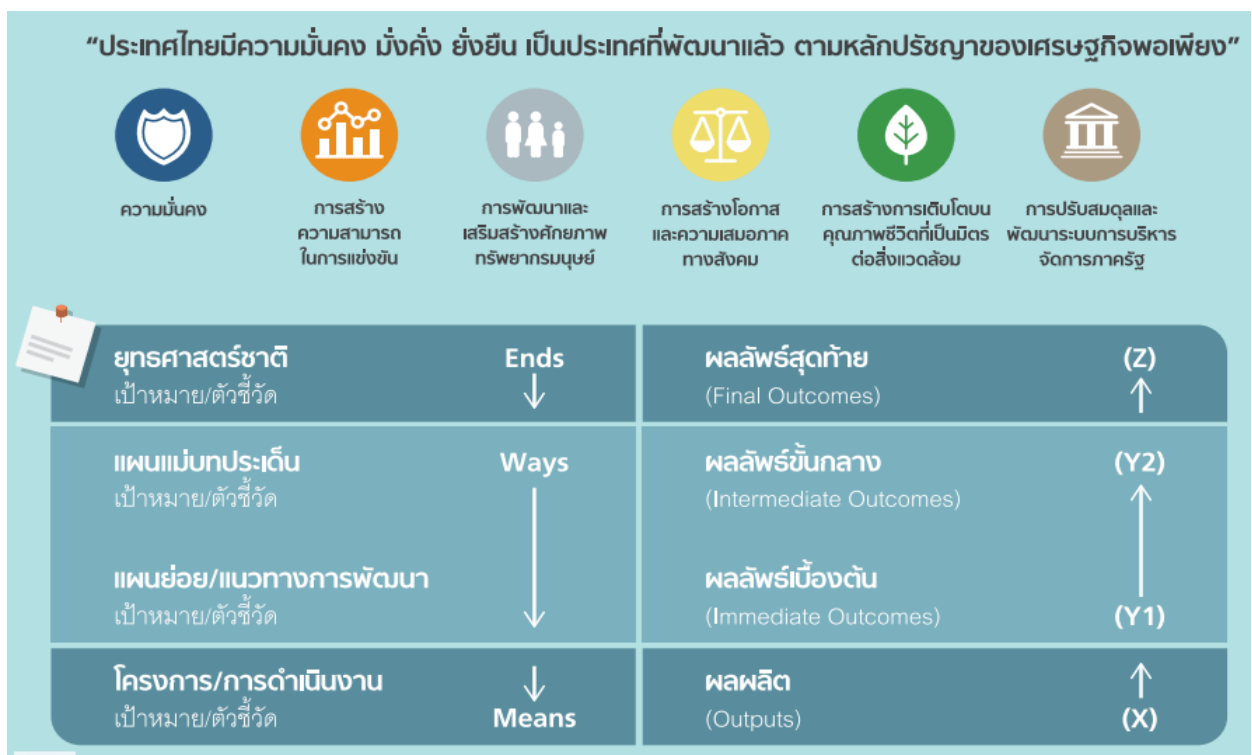 “ประเทศไทยมีความมั่นคง มั่งคั่ง ยั่งยืน เป็นประเทศที่พัฒนาแล้ว ตามหลักปรัชญาของเศรษฐกิจพอเพียง”
ความมั่นคง
การสร้าง
ความสามารถ
ในการแข่งขัน
การพัฒนาและ
เสริมสร้างศักยภาพ
ทรัพยากรมนุษย์
การสร้างโอกาส
และความเสมอภาค
ทางสังคม
การสร้างการเติบโตบน
คุณภาพชีวิตที่เป็นมิตร
ต่อสิ่งแวดล้อม
การปรับสมดุลและ
พัฒนาระบบการบริหาร
จัดการภาครัฐ
ยุทธศาสตร์ชาติ Ends
เป้าหมาย/ตัวชี้วัด
ผลลัพธ์สุดท้าย (Z)
(Final Outcomes)
แผนแม่บทประเด็น Ways
เป้าหมาย/ตัวชี้วัด
ผลลัพธ์ขั้นกลาง (Y2)
(Intermediate Outcomes)
แผนย่อย/แนวทางการพัฒนา
เป้าหมาย/ตัวชี้วัด
ผลลัพธ์เบื้องต้น
(Immediate Outcomes) (Y1)
โครงการ/การดำเนินงาน
เป้าหมาย/ตัวชี้วัด Means
ผลผลิต
(Outputs) (X)